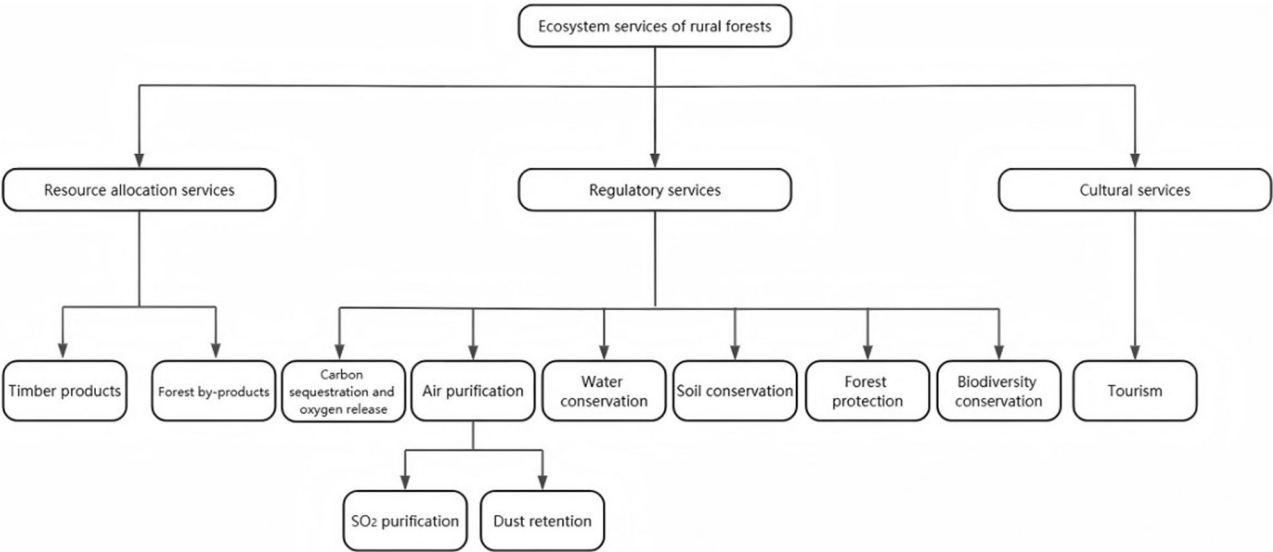 Ecosystem services of rural forests
Resource allocation services
Regulatory services
Cultural services
Timber products
Forest by-products
Carbon
sequestration and
oxygen release
Air purification
Water
conservation
Soil conservation
Forest
protection
Biodiversity
conservation
Tourism
SO₂ purification
Dust retention